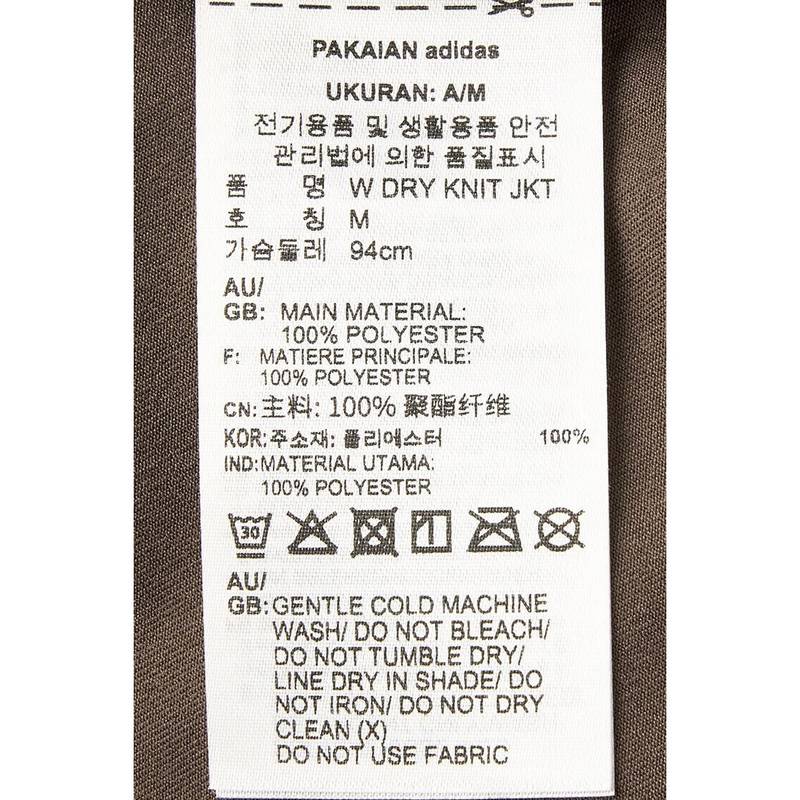 PAKAIAN adidas
UKURAN: A/M
전기용품 및 생활용품 안전
관리법에 의한 품질표시
품 명 W DRY KNIT JKT
호 칭 M
가슴둘레 94cm
AU/
GB: MAIN MATERIAL:
100% POLYESTER
F: MATIERE PRINCIPALE:
100% POLYESTER
CN: 主料: 100% 聚酯纤维
KOR: 주소재: 폴리에스터 100%
IND: MATERIAL UTAMA:
100% POLYESTER
30
AU/
GB: GENTLE COLD MACHINE
WASH/ DO NOT BLEACH/
DO NOT TUMBLE DRY/
LINE DRY IN SHADE/ DO
NOT IRON/ DO NOT DRY
CLEAN (X)
DO NOT USE FABRIC